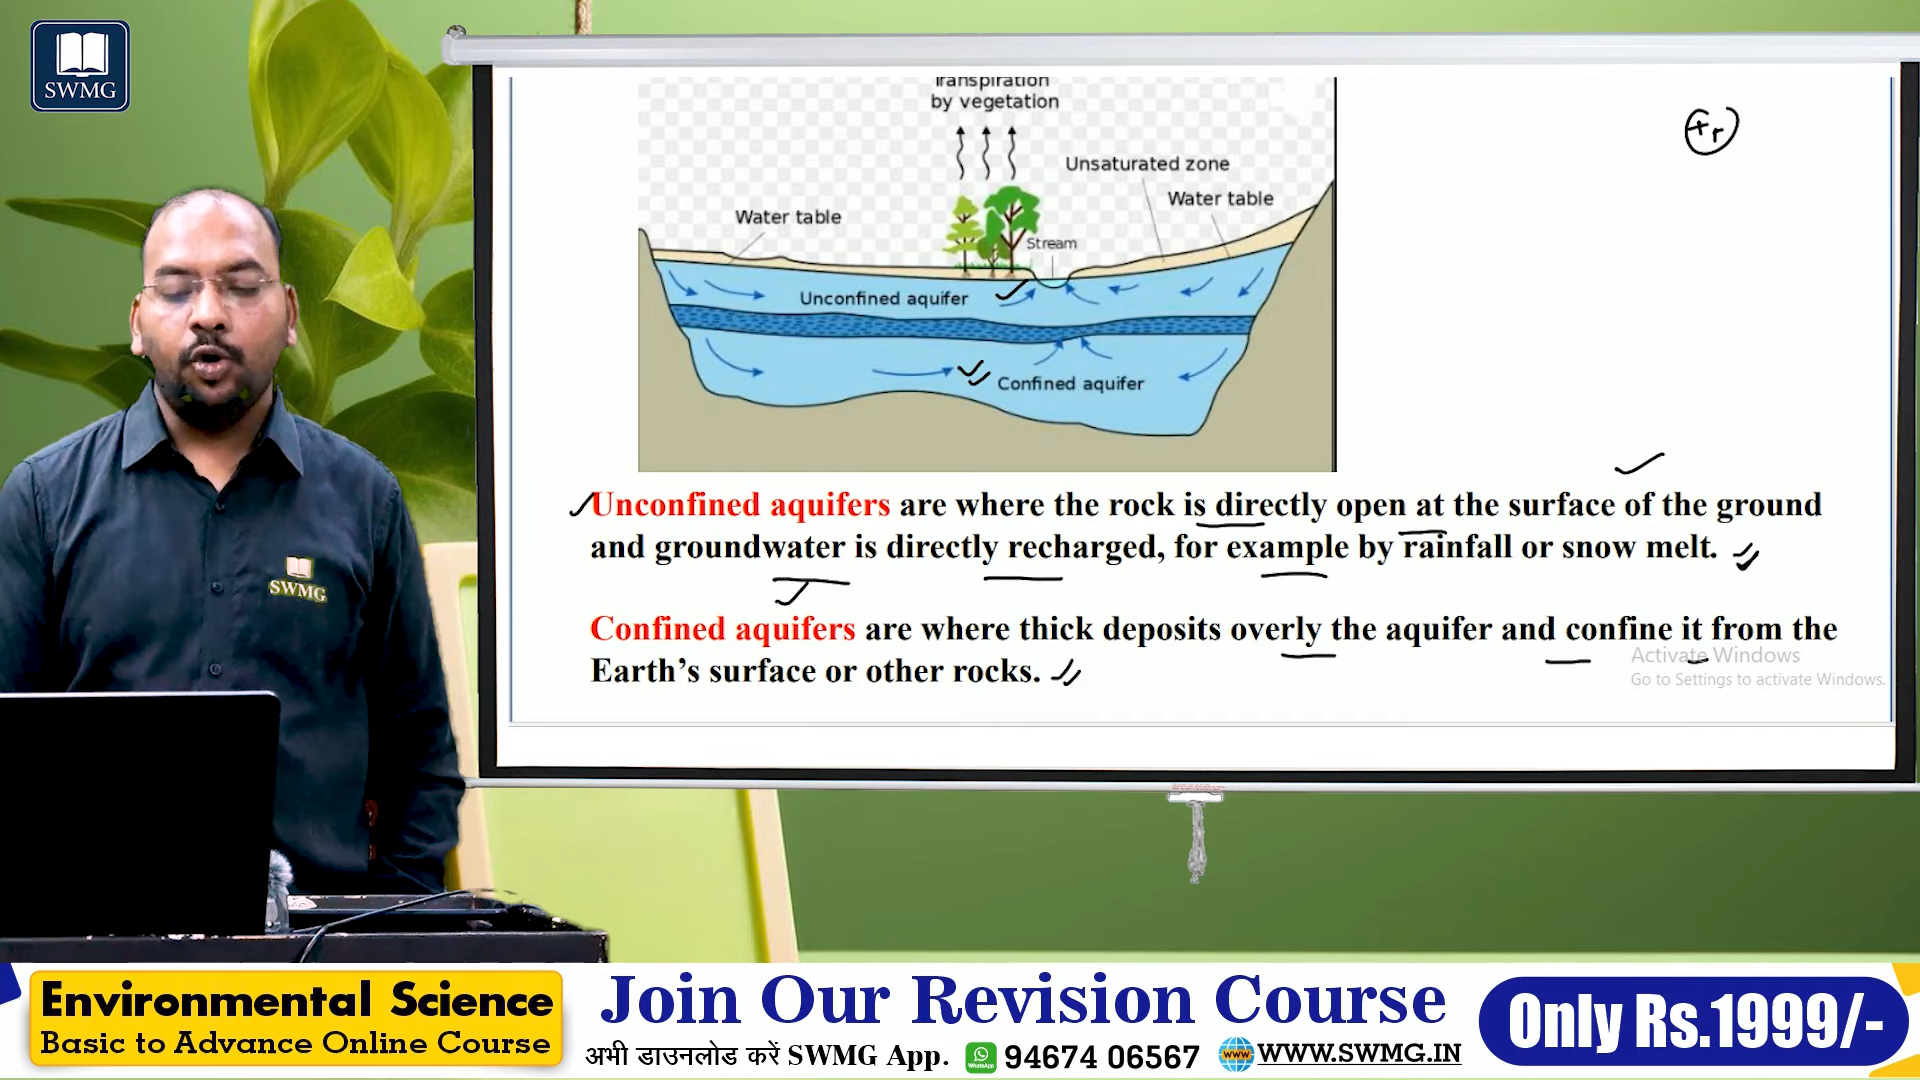 SWMG
Transpiration
by vegetation
Unsaturated zone
Water table
Water table
Stream
Unconfined aquifer
Confined aquifer
Unconfined aquifers are where the rock is directly open at the surface of the ground
and groundwater is directly recharged, for example by rainfall or snow melt.
Confined aquifers are where thick deposits overly the aquifer and confine it from the
Earth’s surface or other rocks.
Activate Windows
Go to Settings to activate Windows.
SWMG
Environmental Science
Basic to Advance Online Course
Join Our Revision Course
अभी डाउनलोड करें SWMG App. WhatsApp 94667 06567 www WWW.SWMG.IN
Only Rs.1999/-